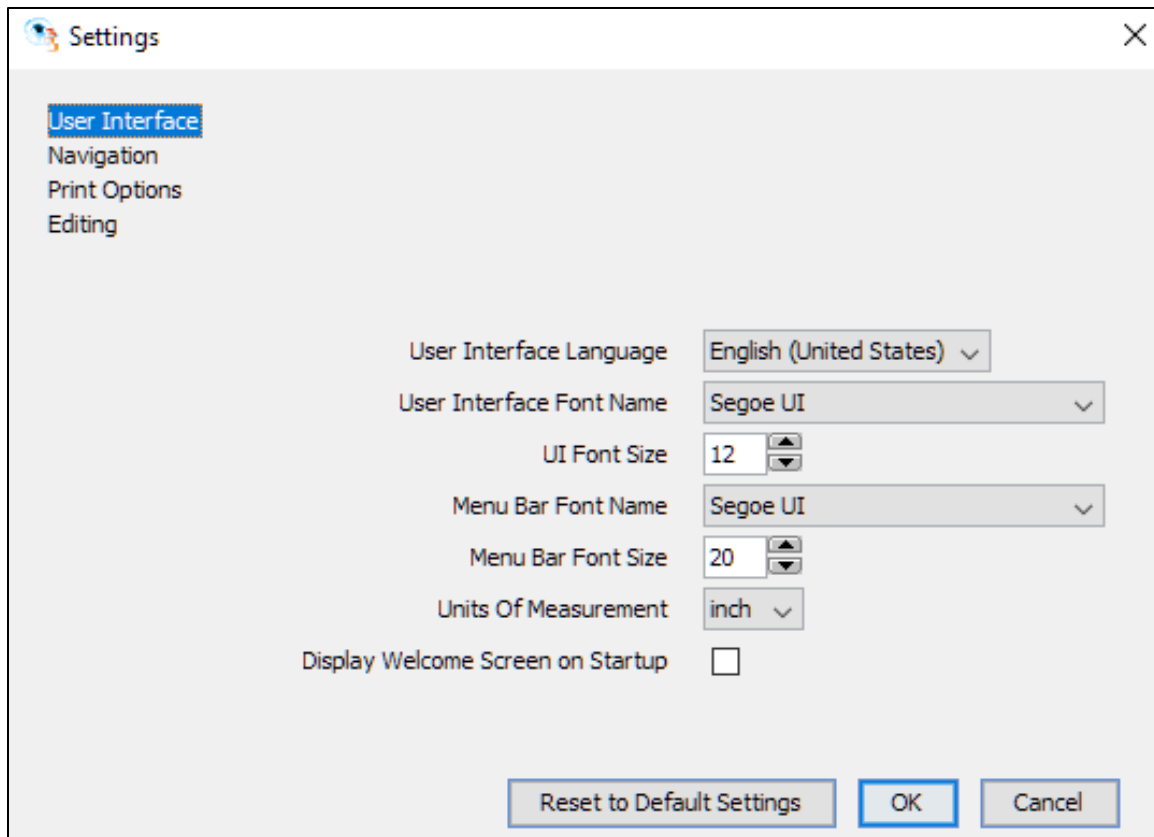 Settings
User Interface
Navigation
Print Options
Editing
User Interface Language English (United States)
User Interface Font Name Segoe UI
UI Font Size 12
Menu Bar Font Name Segoe UI
Menu Bar Font Size 20
Units Of Measurement inch
Display Welcome Screen on Startup
Reset to Default Settings OK Cancel